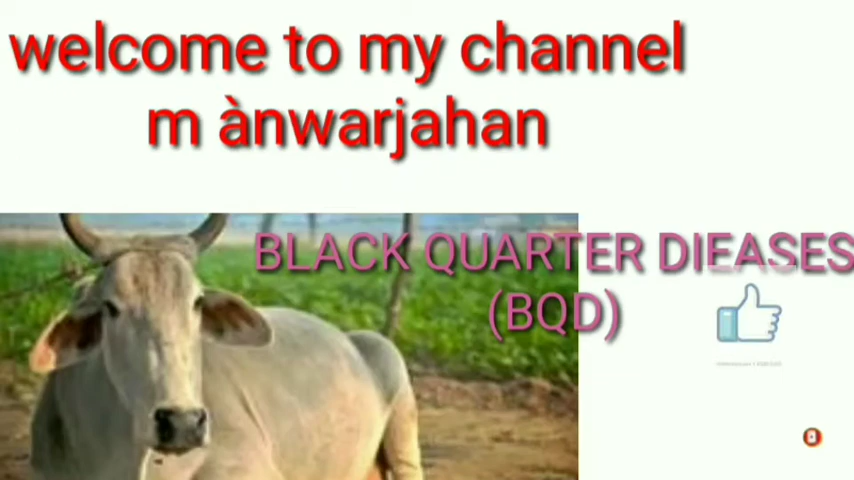 welcome to my channel
m ànwarjahan
BLACK QUARTER DIEASES
(BQD)